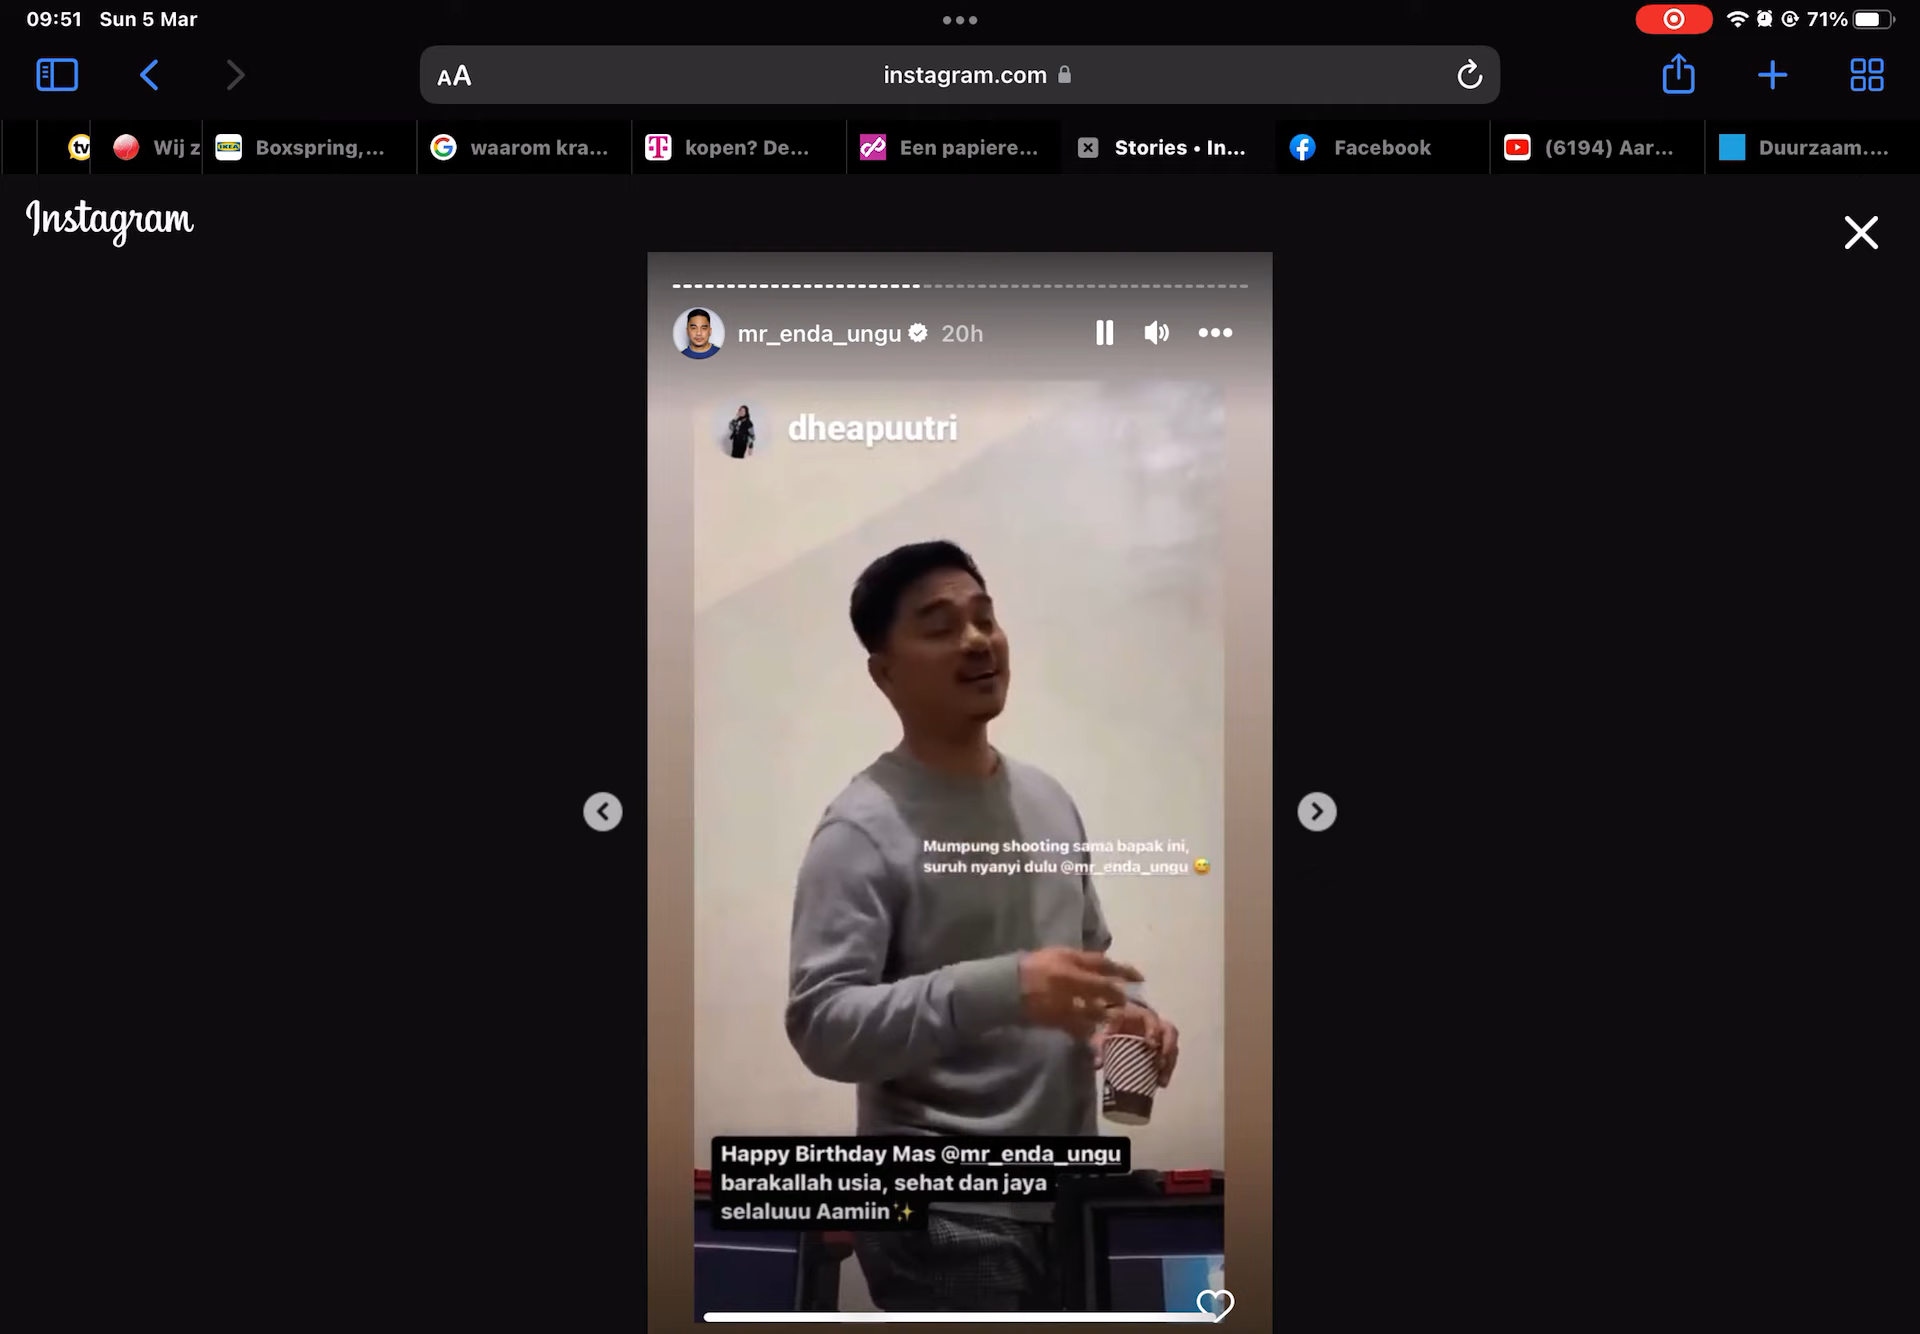 09:51 Sun 5 Mar
71%
AA
instagram.com
tv
Wij z
IKEA
Boxspring,...
waarom kra...
kopen? De...
Een papiere...
Stories • In...
Facebook
(6194) Aar...
Duurzaam....
Instagram
mr_enda_ungu 20h
dheapuutri
Mumpung shooting sama bapak ini,
suruh nyanyi dulu @mr_enda_ungu 😅
Happy Birthday Mas @mr_enda_ungu
barakallah usia, sehat dan jaya
selaluuu Aamiin✨